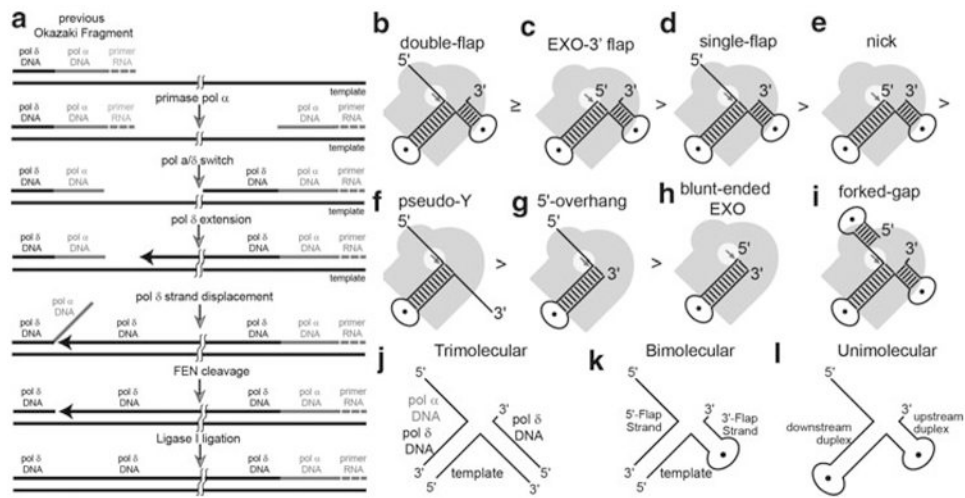 a
previous
Okazaki Fragment
pol δ DNA pol α DNA primer RNA
template
primase pol α
pol δ DNA pol α DNA primer RNA pol α DNA primer RNA
template
pol a/δ switch
pol δ DNA pol α DNA pol δ DNA pol α DNA primer RNA
template
pol δ extension
pol δ DNA pol α DNA pol δ DNA pol α DNA primer RNA
template
pol δ strand displacement
pol α DNA
pol δ DNA pol δ DNA pol δ DNA pol α DNA primer RNA
FEN cleavage
pol δ DNA pol δ DNA pol δ DNA pol α DNA primer RNA
Ligase I ligation
pol δ DNA pol δ DNA pol δ DNA pol α DNA primer RNA
b
double-flap
5'
3'
≥
c
EXO-3' flap
5'
3'
>
d
single-flap
5'
3'
>
e
nick
5'
3'
>
f
pseudo-Y
5'
3'
>
g
5'-overhang
3'
>
h
blunt-ended
EXO
5'
3'
i
forked-gap
5'
3'
j
Trimolecular
5'
pol α
DNA
pol δ
DNA
3'
pol δ
DNA
template
3'
5'
3'
5'
k
Bimolecular
5'
5'-Flap
Strand
3'
3'-Flap
Strand
template
3'
5'
l
Unimolecular
5'
3'
downstream
duplex
upstream
duplex